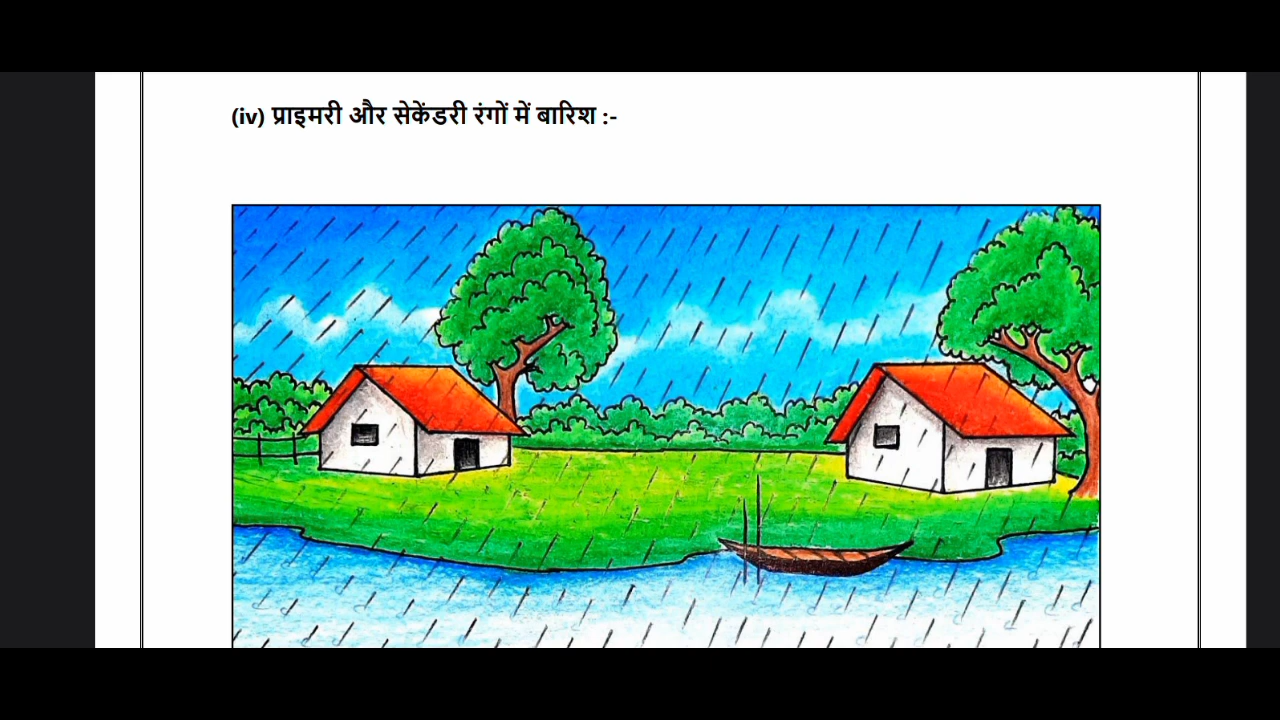 (iv) प्राइमरी और सेकेंडरी रंगों में बारिश :-